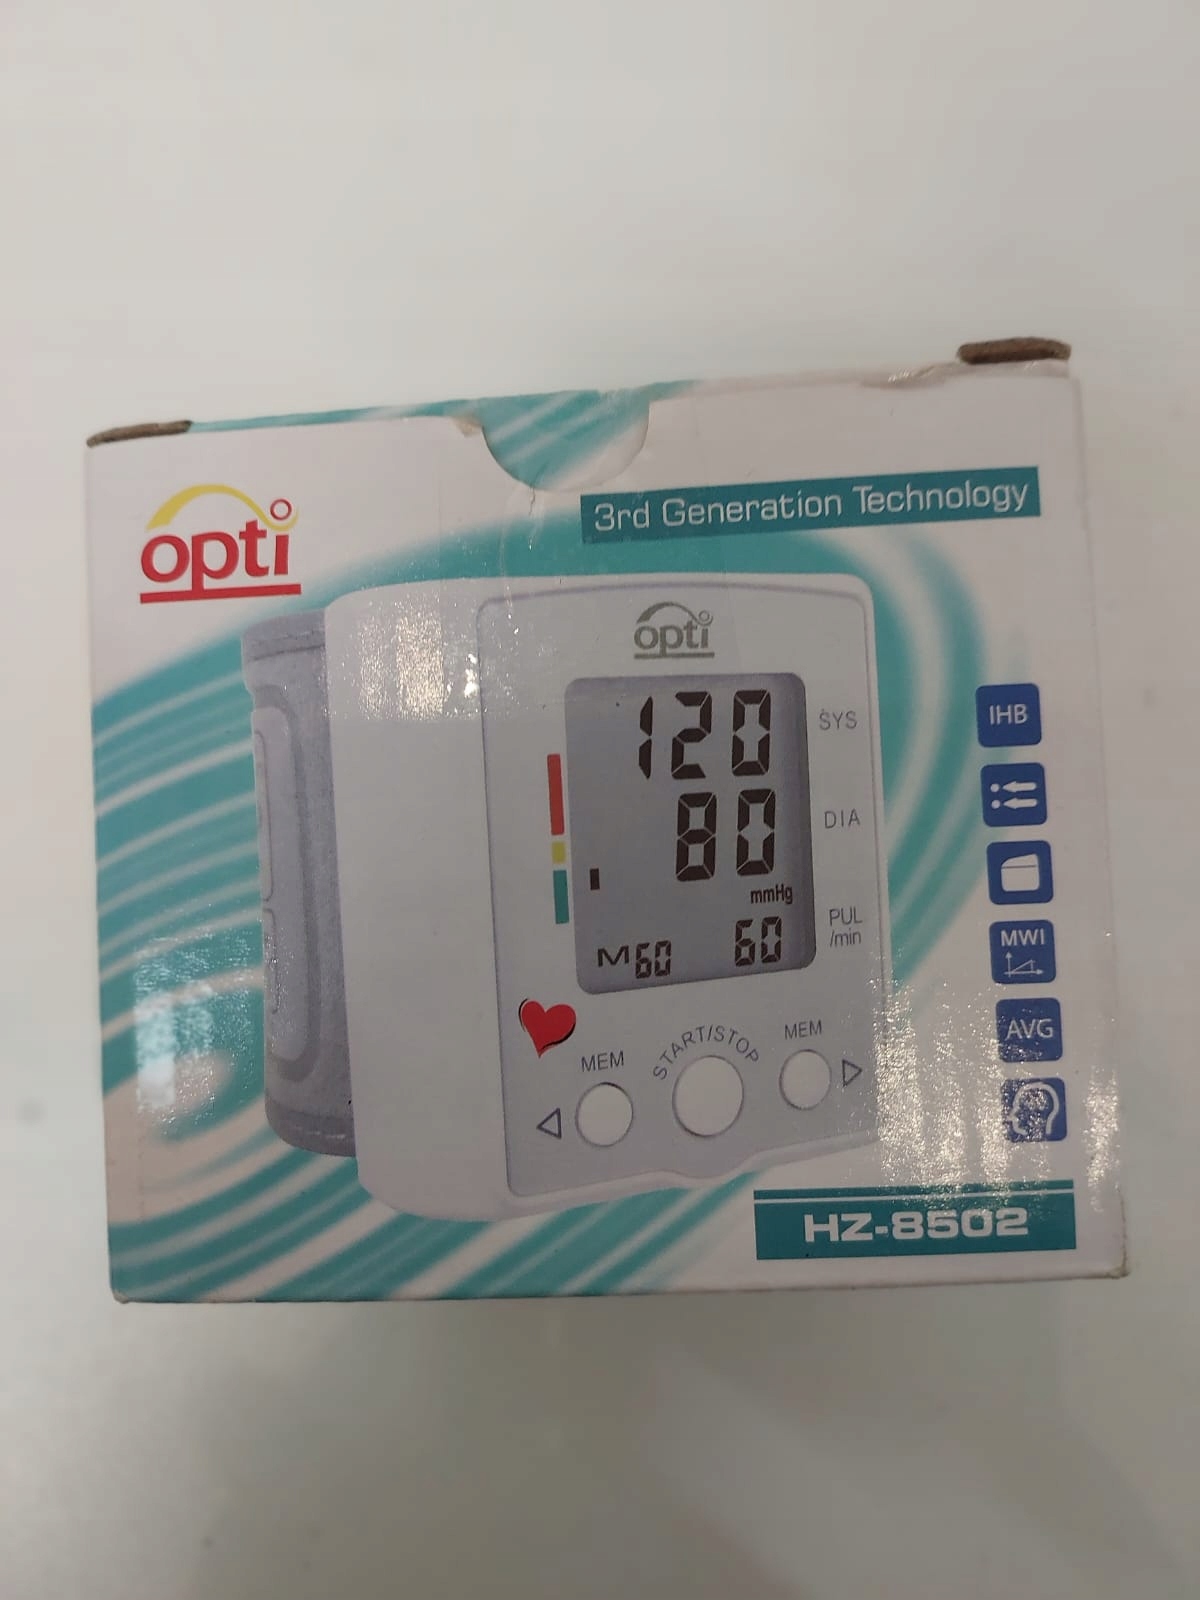 opti
3rd Generation Technology
opti
120
SYS
80
DIA
mmHg
PUL
/min
M60
60
MEM
START/STOP
MEM
IHB
MWI
AVG
HZ-8502